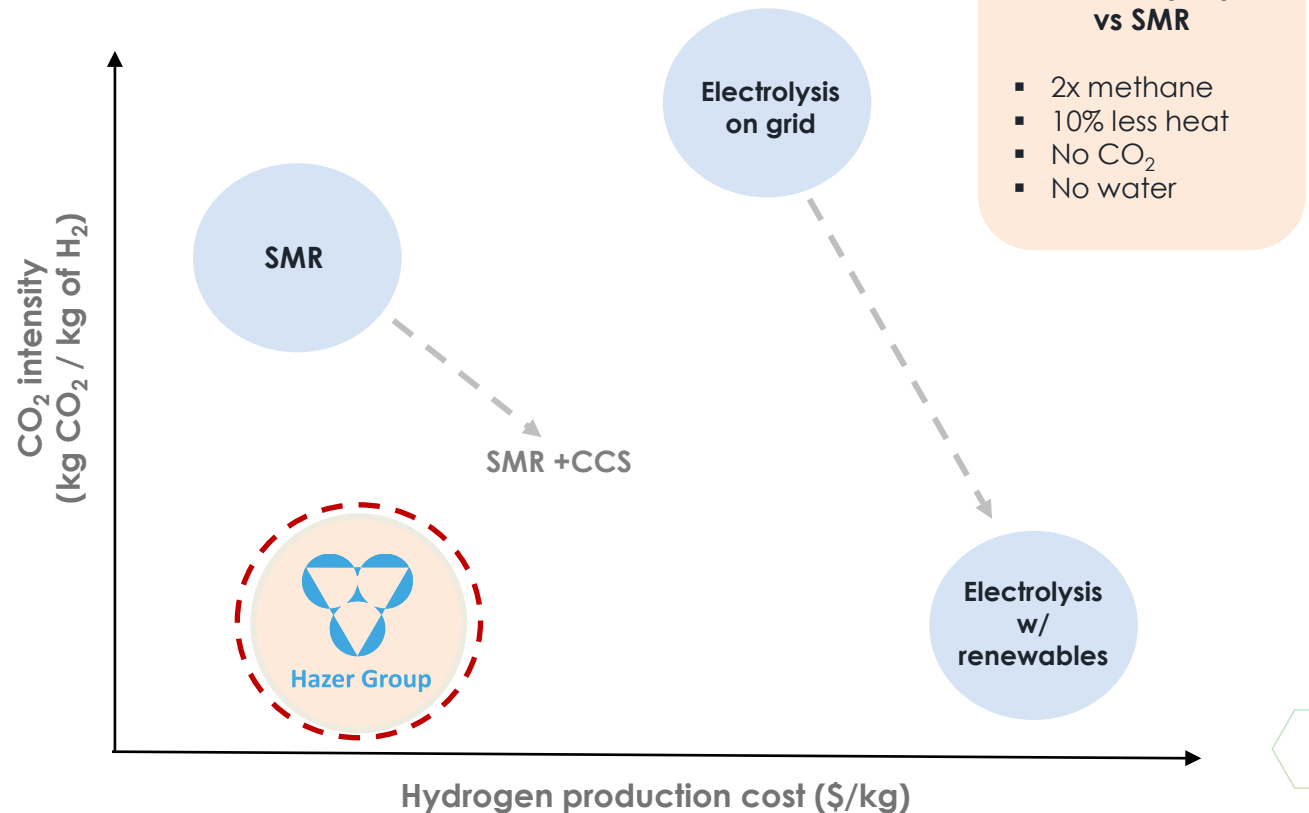 vs SMR
▪ 2x methane
▪ 10% less heat
▪ No CO₂
▪ No water
Electrolysis
on grid
SMR
CO₂ intensity
(kg CO₂ / kg of H₂)
SMR +CCS
Hazer Group
Electrolysis
w/
renewables
Hydrogen production cost ($/kg)